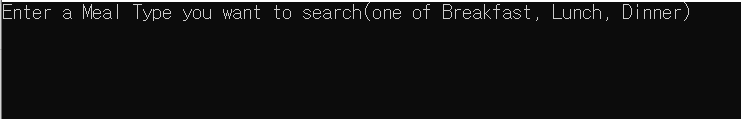 Enter a Meal Type you want to search(one of Breakfast, Lunch, Dinner)